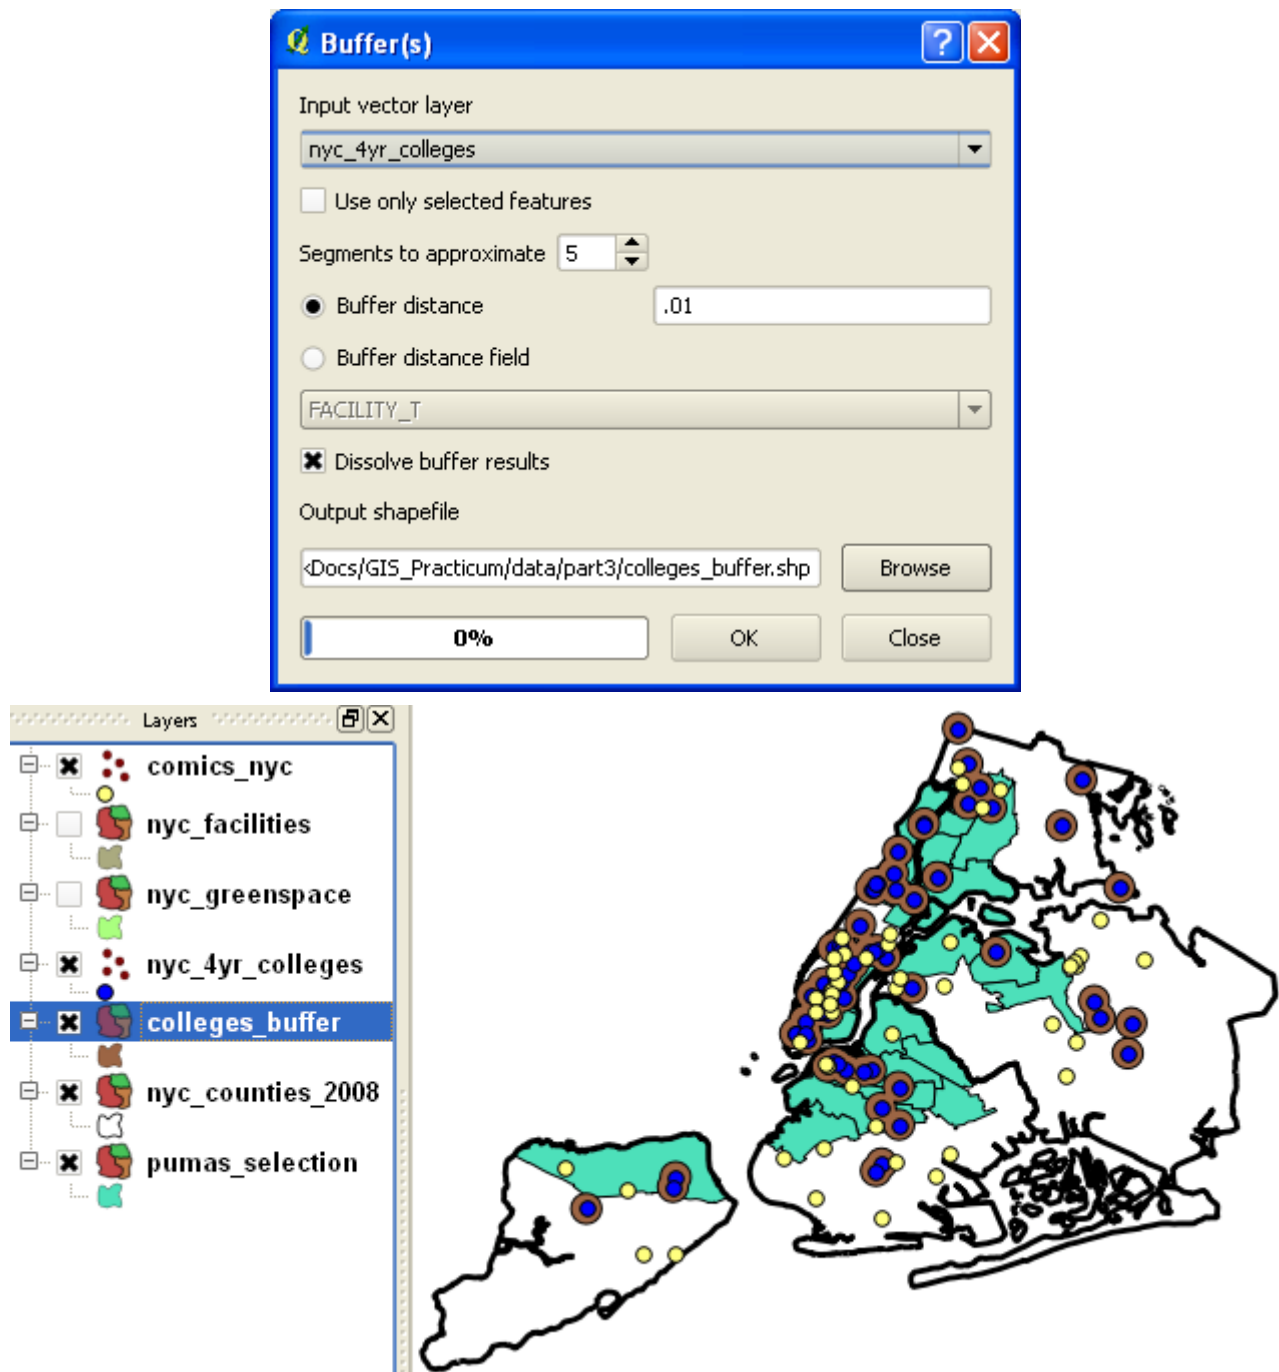 Buffer(s)
Input vector layer
nyc_4yr_colleges
Use only selected features
Segments to approximate 5
Buffer distance .01
Buffer distance field
FACILITY_T
Dissolve buffer results
Output shapefile
Docs/GIS_Practicum/data/part3/colleges_buffer.shp Browse
0% OK Close
Layers
comics_nyc
nyc_facilities
nyc_greenspace
nyc_4yr_colleges
colleges_buffer
nyc_counties_2008
pumas_selection